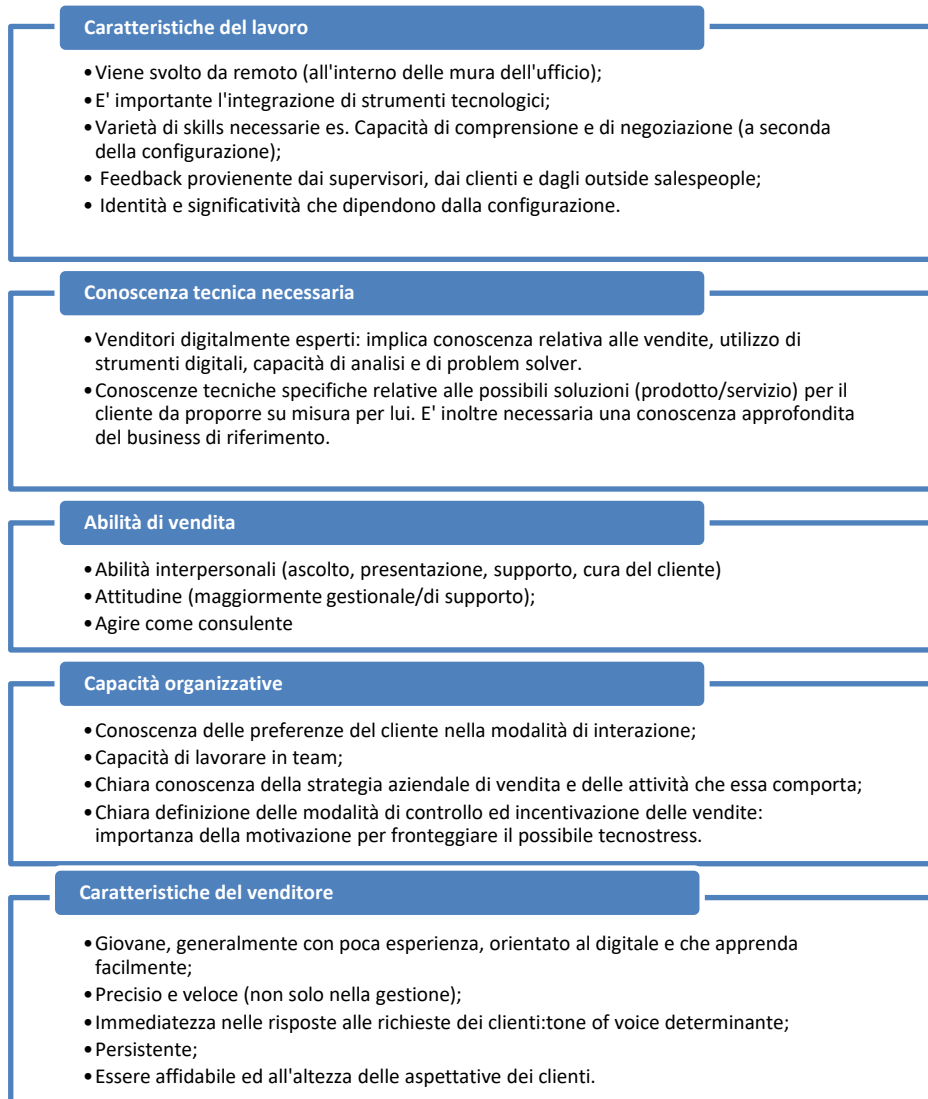 Caratteristiche del lavoro
•Viene svolto da remoto (all'interno delle mura dell'ufficio);
•E' importante l'integrazione di strumenti tecnologici;
•Varietà di skills necessarie es. Capacità di comprensione e di negoziazione (a seconda
della configurazione);
• Feedback provienente dai supervisori, dai clienti e dagli outside salespeople;
• Identità e significatività che dipendono dalla configurazione.
Conoscenza tecnica necessaria
•Venditori digitalmente esperti: implica conoscenza relativa alle vendite, utilizzo di
strumenti digitali, capacità di analisi e di problem solver.
•Conoscenze tecniche specifiche relative alle possibili soluzioni (prodotto/servizio) per il
cliente da proporre su misura per lui. E' inoltre necessaria una conoscenza approfondita
del business di riferimento.
Abilità di vendita
•Abilità interpersonali (ascolto, presentazione, supporto, cura del cliente)
•Attitudine (maggiormente gestionale/di supporto);
•Agire come consulente
Capacità organizzative
•Conoscenza delle preferenze del cliente nella modalità di interazione;
•Capacità di lavorare in team;
•Chiara conoscenza della strategia aziendale di vendita e delle attività che essa comporta;
•Chiara definizione delle modalità di controllo ed incentivazione delle vendite:
importanza della motivazione per fronteggiare il possibile tecnostress.
Caratteristiche del venditore
•Giovane, generalmente con poca esperienza, orientato al digitale e che apprenda
facilmente;
•Precisio e veloce (non solo nella gestione);
•Immediatezza nelle risposte alle richieste dei clienti:tone of voice determinante;
•Persistente;
•Essere affidabile ed all'altezza delle aspettative dei clienti.